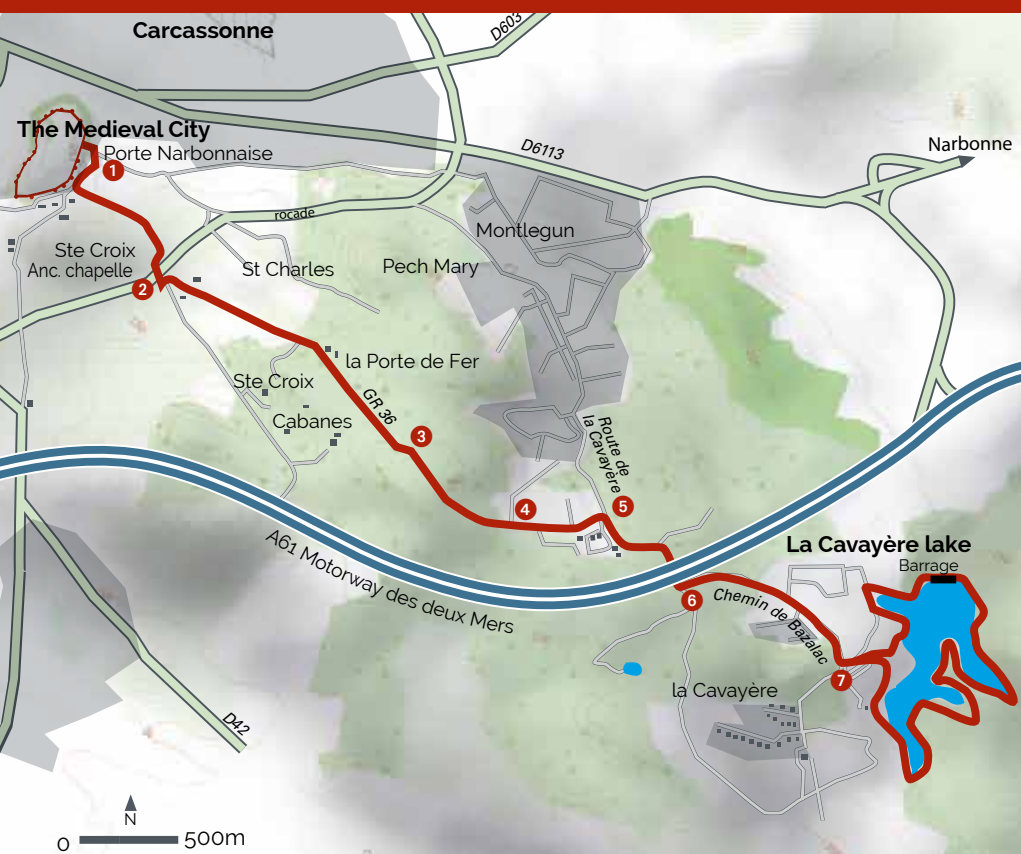 Carcassonne
D603
The Medieval City
Porte Narbonnaise
1
D6113
Narbonne
rocade
Montlegun
Ste Croix
Anc. chapelle
St Charles
Pech Mary
2
la Porte de Fer
Ste Croix
GR 36
Cabanes
3
Route de
la Cavayère
4
5
A61 Motorway des deux Mers
La Cavayère lake
Barrage
6
Chemin de Bazalac
7
la Cavayère
D42
N
0
500m